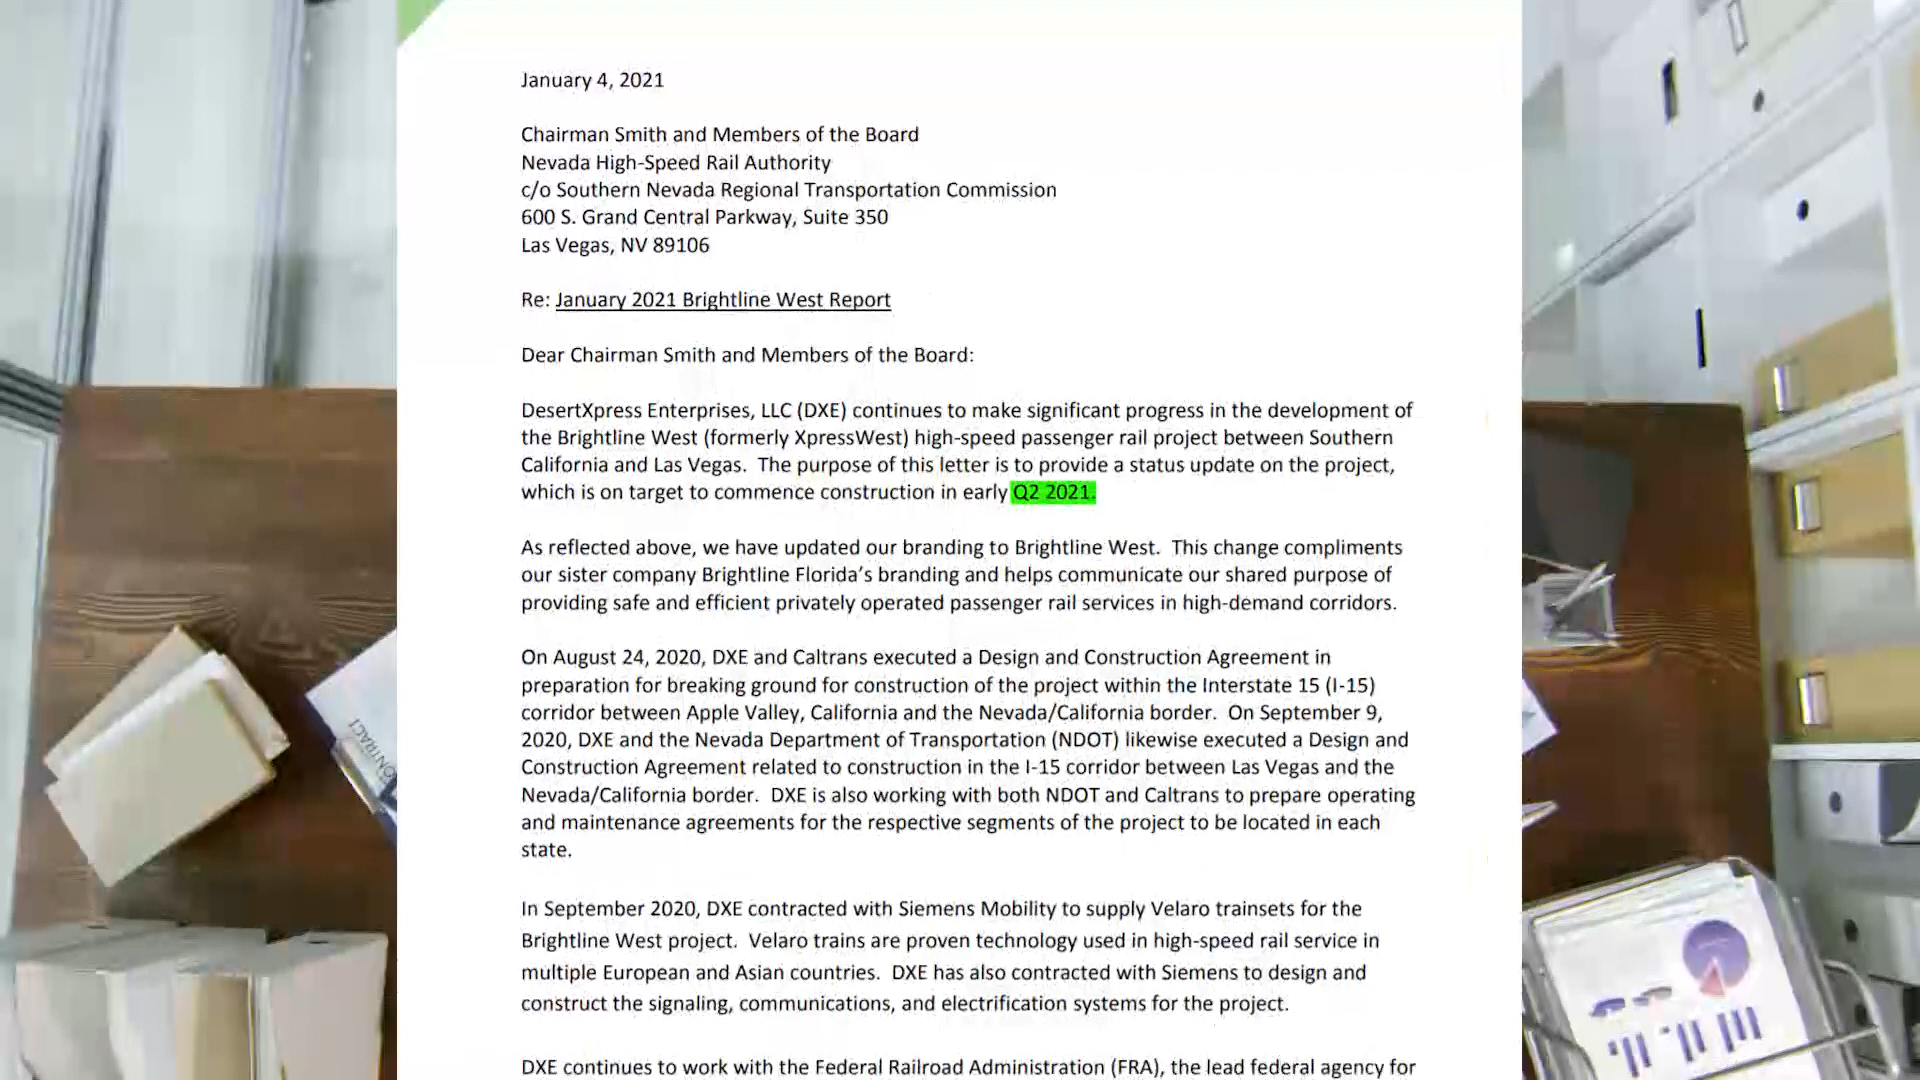 January 4, 2021
Chairman Smith and Members of the Board
Nevada High-Speed Rail Authority
c/o Southern Nevada Regional Transportation Commission
600 S. Grand Central Parkway, Suite 350
Las Vegas, NV 89106
Re: January 2021 Brightline West Report
Dear Chairman Smith and Members of the Board:
DesertXpress Enterprises, LLC (DXE) continues to make significant progress in the development of
the Brightline West (formerly XpressWest) high-speed passenger rail project between Southern
California and Las Vegas.  The purpose of this letter is to provide a status update on the project,
which is on target to commence construction in early Q2 2021.
As reflected above, we have updated our branding to Brightline West.  This change compliments
our sister company Brightline Florida’s branding and helps communicate our shared purpose of
providing safe and efficient privately operated passenger rail services in high-demand corridors.
On August 24, 2020, DXE and Caltrans executed a Design and Construction Agreement in
preparation for breaking ground for construction of the project within the Interstate 15 (I-15)
corridor between Apple Valley, California and the Nevada/California border.  On September 9,
2020, DXE and the Nevada Department of Transportation (NDOT) likewise executed a Design and
Construction Agreement related to construction in the I-15 corridor between Las Vegas and the
Nevada/California border.  DXE is also working with both NDOT and Caltrans to prepare operating
and maintenance agreements for the respective segments of the project to be located in each
state.
In September 2020, DXE contracted with Siemens Mobility to supply Velaro trainsets for the
Brightline West project.  Velaro trains are proven technology used in high-speed rail service in
multiple European and Asian countries.  DXE has also contracted with Siemens to design and
construct the signaling, communications, and electrification systems for the project.
DXE continues to work with the Federal Railroad Administration (FRA), the lead federal agency for